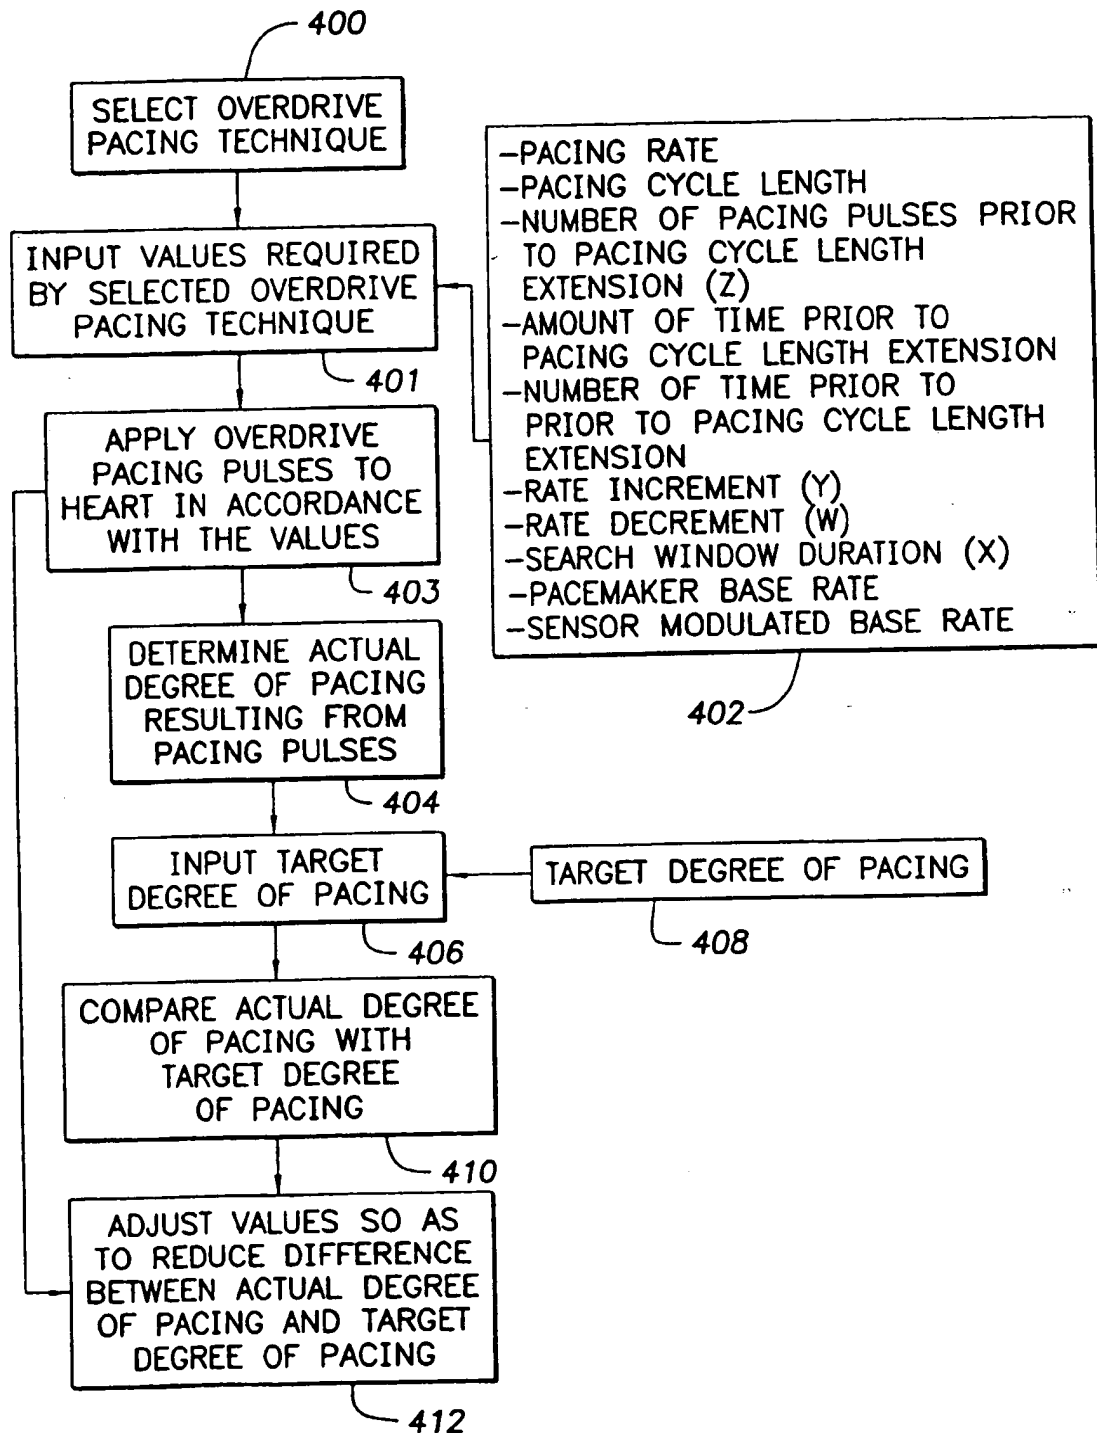 400
SELECT OVERDRIVE
PACING TECHNIQUE
INPUT VALUES REQUIRED
BY SELECTED OVERDRIVE
PACING TECHNIQUE
401
-PACING RATE
-PACING CYCLE LENGTH
-NUMBER OF PACING PULSES PRIOR
TO PACING CYCLE LENGTH
EXTENSION (Z)
-AMOUNT OF TIME PRIOR TO
PACING CYCLE LENGTH EXTENSION
-NUMBER OF TIME PRIOR TO
PRIOR TO PACING CYCLE LENGTH
EXTENSION
-RATE INCREMENT (Y)
-RATE DECREMENT (W)
-SEARCH WINDOW DURATION (X)
-PACEMAKER BASE RATE
-SENSOR MODULATED BASE RATE
402
APPLY OVERDRIVE
PACING PULSES TO
HEART IN ACCORDANCE
WITH THE VALUES
403
DETERMINE ACTUAL
DEGREE OF PACING
RESULTING FROM
PACING PULSES
404
INPUT TARGET
DEGREE OF PACING
406
TARGET DEGREE OF PACING
408
COMPARE ACTUAL DEGREE
OF PACING WITH
TARGET DEGREE
OF PACING
410
ADJUST VALUES SO AS
TO REDUCE DIFFERENCE
BETWEEN ACTUAL DEGREE
OF PACING AND TARGET
DEGREE OF PACING
412